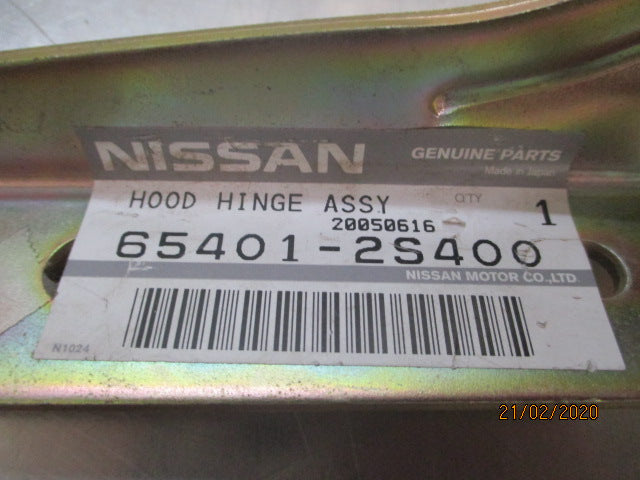 NISSAN
GENUINE PARTS
Made in Japan
HOOD HINGE ASSY
QTY
1
20050616
65401-2S400
NISSAN MOTOR CO.,LTD
N1024
21/02/2020